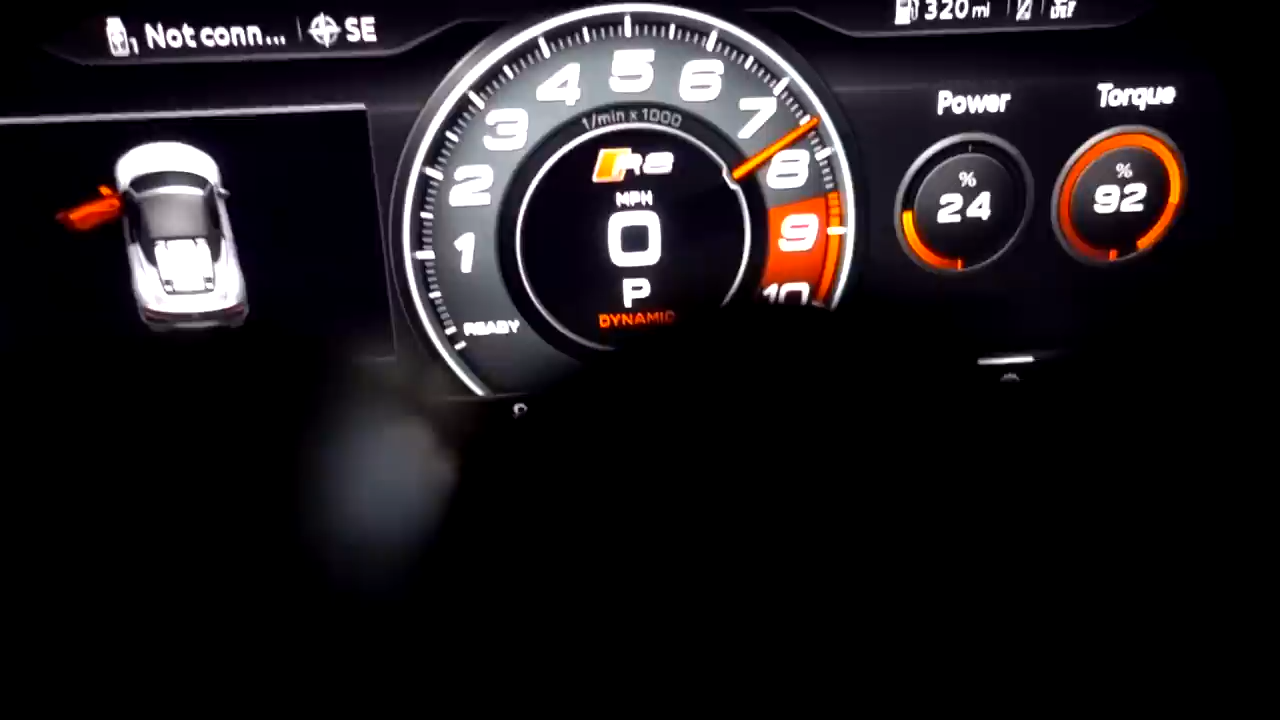 Not conn...
SE
320 mi
1
2
3
4
5
6
7
8
9
10
1/min x 1000
R8
MPH
0
P
DYNAMIC
READY
Power
%
24
Torque
%
92